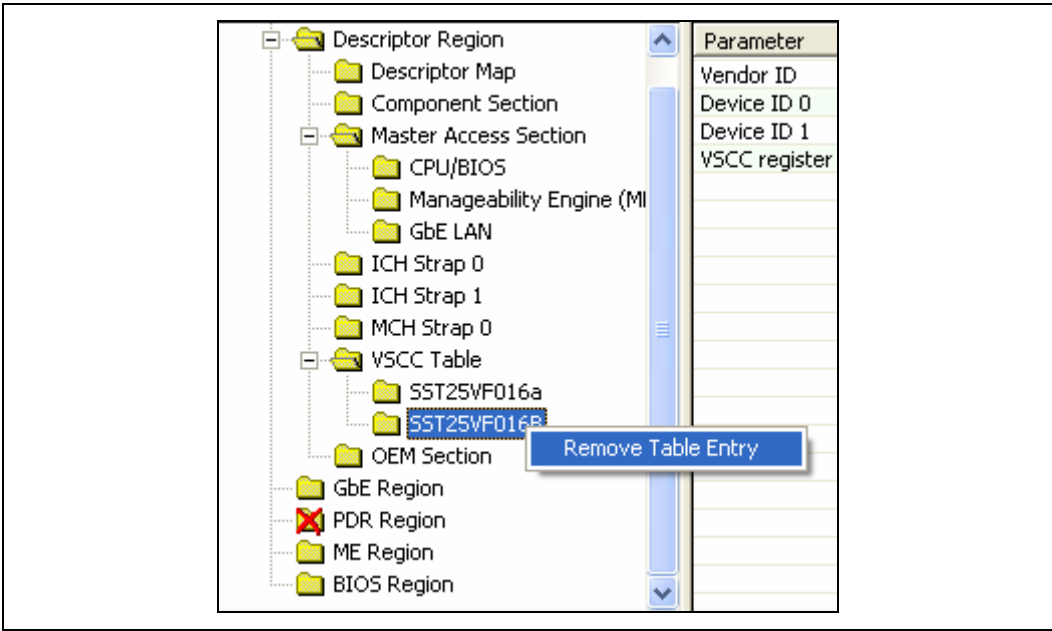 Descriptor Region
Descriptor Map
Component Section
Master Access Section
CPU/BIOS
Manageability Engine (M
GbE LAN
ICH Strap 0
ICH Strap 1
MCH Strap 0
VSCC Table
SST25VF016a
SST25VF016B
Remove Table Entry
OEM Section
GbE Region
PDR Region
ME Region
BIOS Region
Parameter
Vendor ID
Device ID 0
Device ID 1
VSCC register